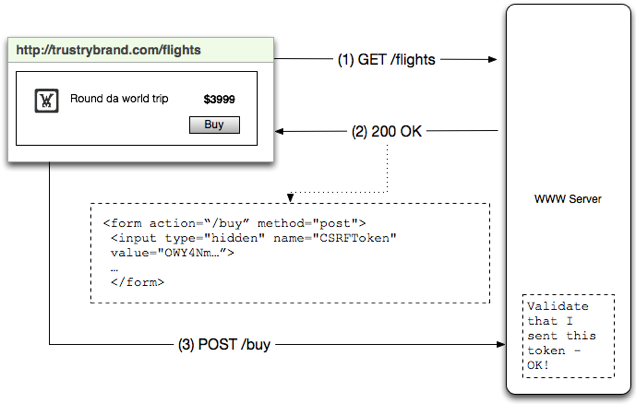 http://trustrybrand.com/flights
(1) GET /flights
Round da world trip $3999
Buy
(2) 200 OK
WWW Server
<form action="/buy” method="post">
<input type="hidden" name="CSRFToken"
value="OWY4Nm…”>
…
</form>
Validate
that I
sent this
token –
OK!
(3) POST /buy